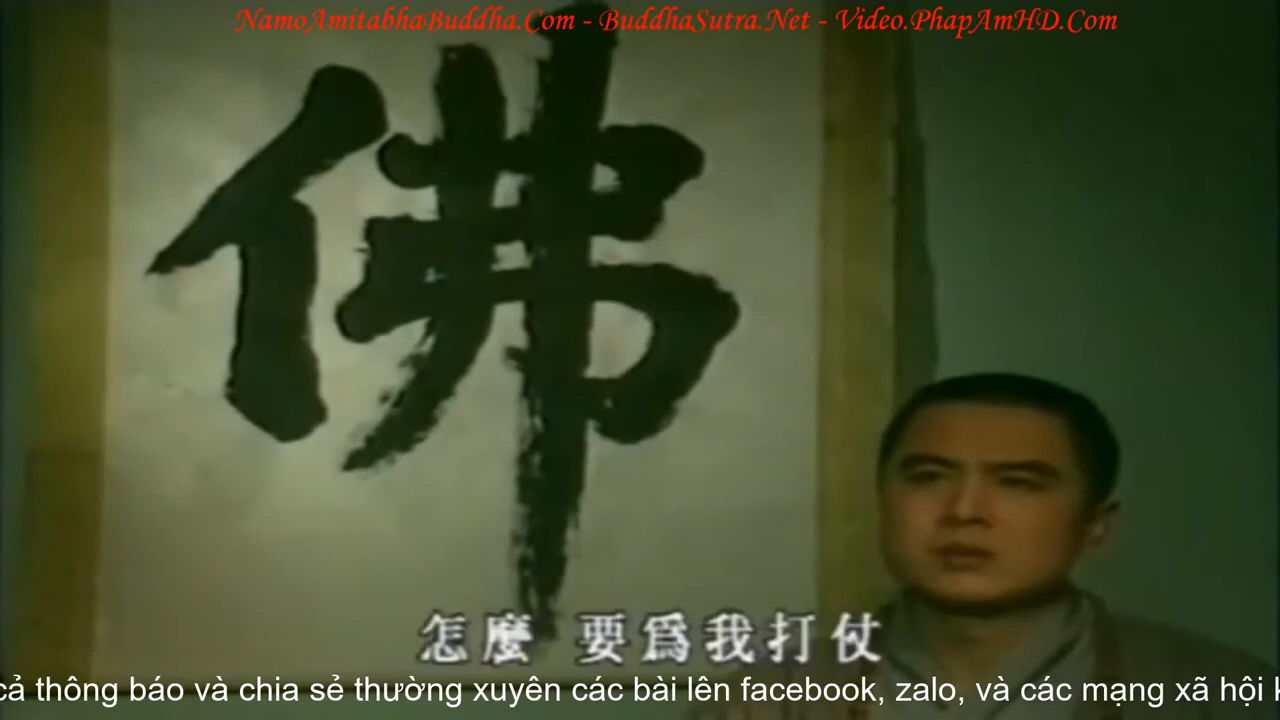 NamoAmitabhaBuddha.Com - BuddhaSutra.Net - Video.PhapAmHD.Com
佛
怎麼 要爲我打仗
cả thông báo và chia sẻ thường xuyên các bài lên facebook, zalo, và các mạng xã hội